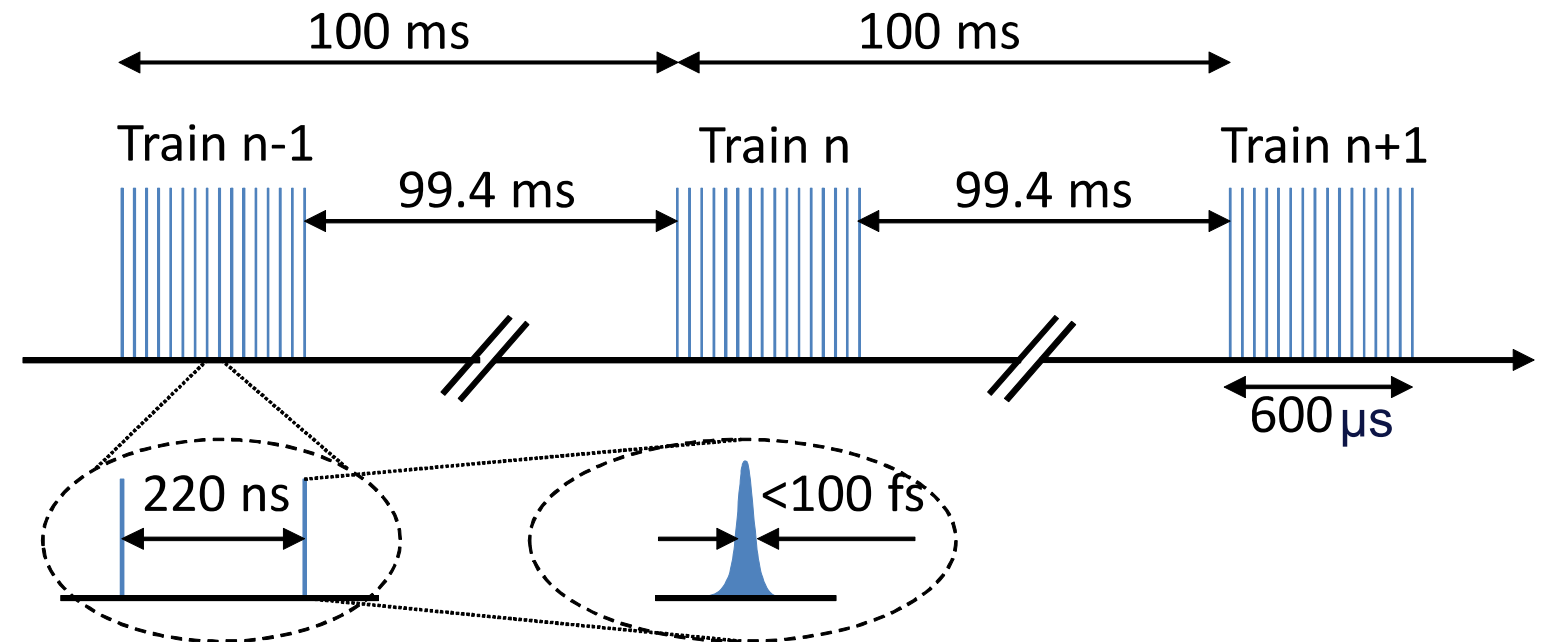 100 ms
100 ms
Train n-1
Train n
Train n+1
99.4 ms
99.4 ms
600 µs
220 ns
<100 fs